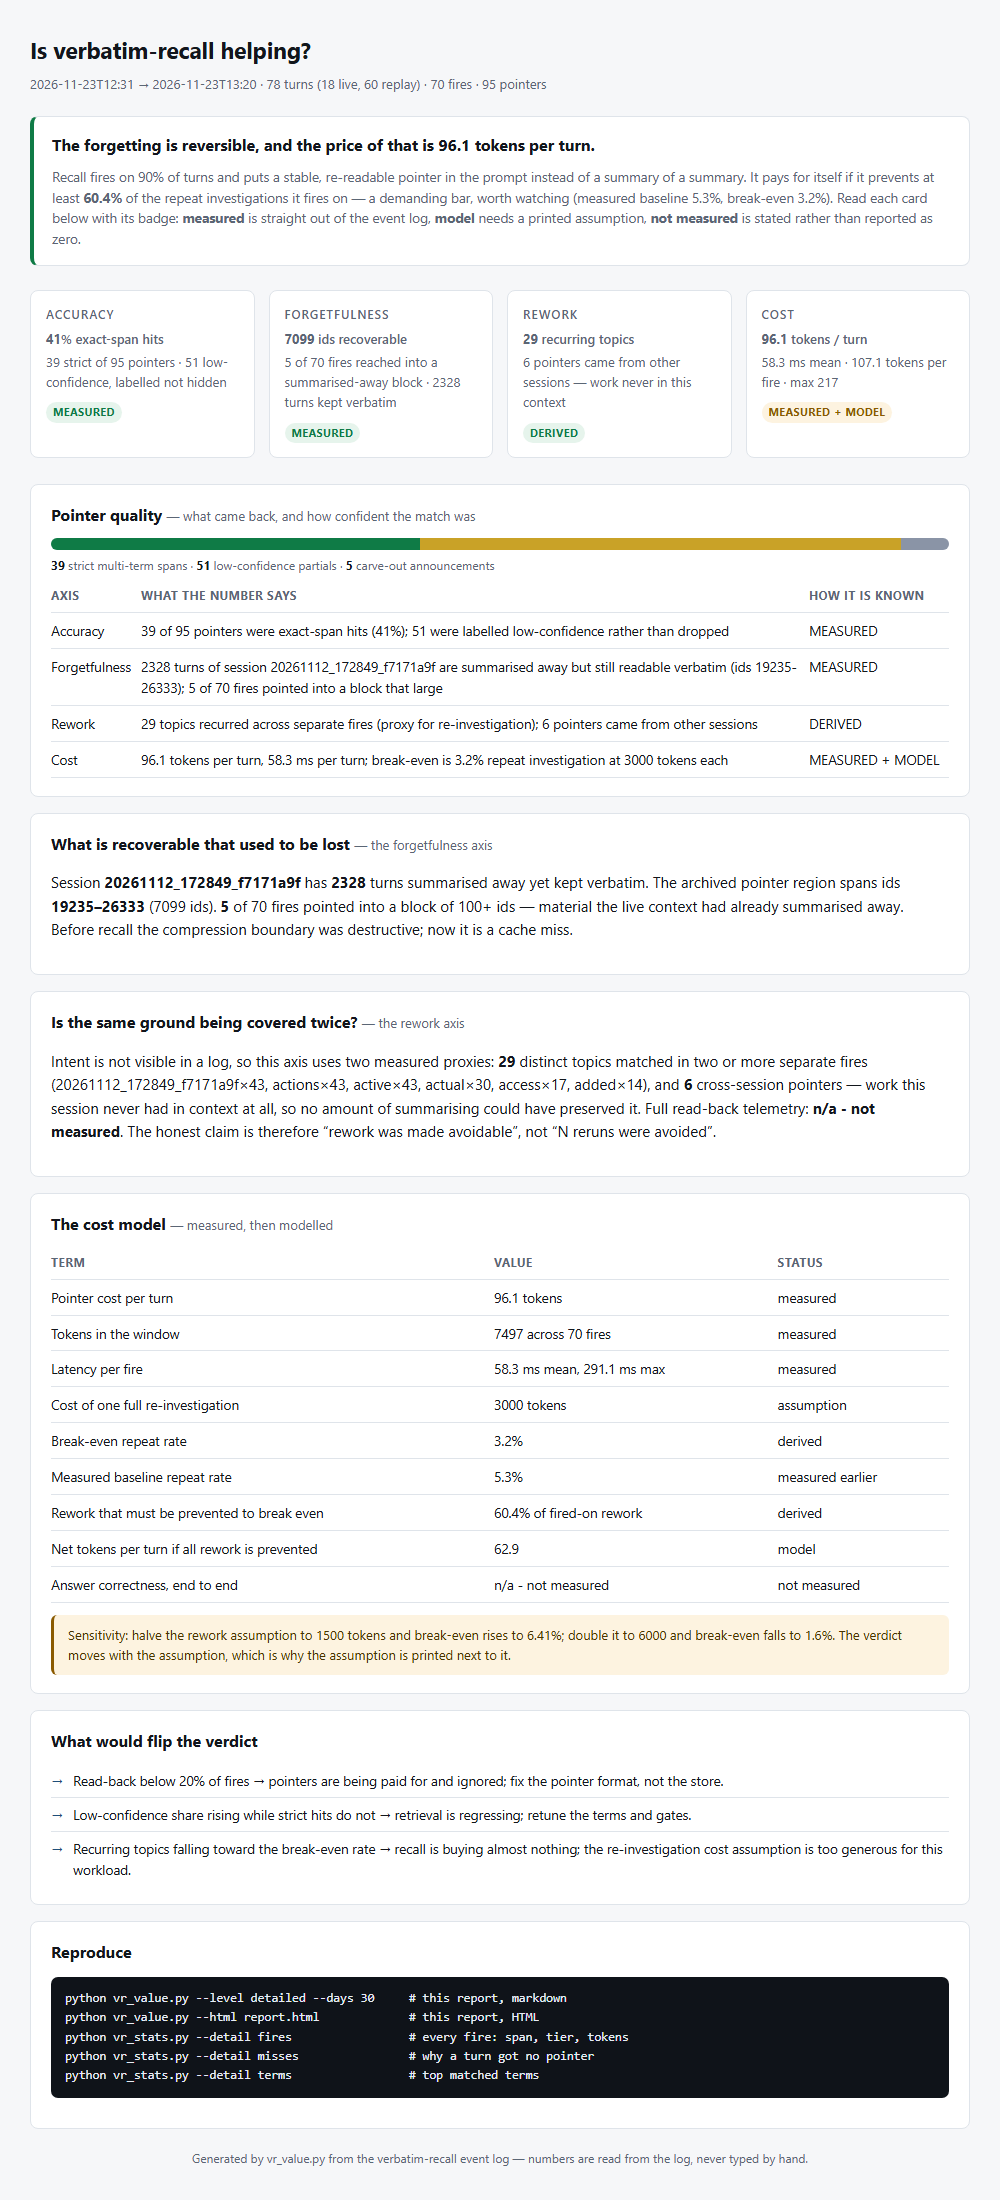 Is verbatim-recall helping?
2026-11-23T12:31 → 2026-11-23T13:20 · 78 turns (18 live, 60 replay) · 70 fires · 95 pointers
The forgetting is reversible, and the price of that is 96.1 tokens per turn.
Recall fires on 90% of turns and puts a stable, re-readable pointer in the prompt instead of a summary of a summary. It pays for itself if it prevents at
least 60.4% of the repeat investigations it fires on — a demanding bar, worth watching (measured baseline 5.3%, break-even 3.2%). Read each card
below with its badge: measured is straight out of the event log, model needs a printed assumption, not measured is stated rather than reported as
zero.
ACCURACY
41% exact-span hits
39 strict of 95 pointers · 51 low-
confidence, labelled not hidden
MEASURED
FORGETFULNESS
7099 ids recoverable
5 of 70 fires reached into a
summarised-away block · 2328
turns kept verbatim
MEASURED
REWORK
29 recurring topics
6 pointers came from other
sessions — work never in this
context
DERIVED
COST
96.1 tokens / turn
58.3 ms mean · 107.1 tokens per
fire · max 217
MEASURED + MODEL
Pointer quality — what came back, and how confident the match was
39 strict multi-term spans · 51 low-confidence partials · 5 carve-out announcements
AXIS WHAT THE NUMBER SAYS HOW IT IS KNOWN
Accuracy 39 of 95 pointers were exact-span hits (41%); 51 were labelled low-confidence rather than dropped MEASURED
Forgetfulness 2328 turns of session 20261112_172849_f7171a9f are summarised away but still readable verbatim (ids 19235- MEASURED
26333); 5 of 70 fires pointed into a block that large
Rework 29 topics recurred across separate fires (proxy for re-investigation); 6 pointers came from other sessions DERIVED
Cost 96.1 tokens per turn, 58.3 ms per turn; break-even is 3.2% repeat investigation at 3000 tokens each MEASURED + MODEL
What is recoverable that used to be lost — the forgetfulness axis
Session 20261112_172849_f7171a9f has 2328 turns summarised away yet kept verbatim. The archived pointer region spans ids
19235–26333 (7099 ids). 5 of 70 fires pointed into a block of 100+ ids — material the live context had already summarised away.
Before recall the compression boundary was destructive; now it is a cache miss.
Is the same ground being covered twice? — the rework axis
Intent is not visible in a log, so this axis uses two measured proxies: 29 distinct topics matched in two or more separate fires
(20261112_172849_f7171a9f×43, actions×43, active×43, actual×30, access×17, added×14), and 6 cross-session pointers — work this
session never had in context at all, so no amount of summarising could have preserved it. Full read-back telemetry: n/a - not
measured. The honest claim is therefore “rework was made avoidable”, not “N reruns were avoided”.
The cost model — measured, then modelled
TERM VALUE STATUS
Pointer cost per turn 96.1 tokens measured
Tokens in the window 7497 across 70 fires measured
Latency per fire 58.3 ms mean, 291.1 ms max measured
Cost of one full re-investigation 3000 tokens assumption
Break-even repeat rate 3.2% derived
Measured baseline repeat rate 5.3% measured earlier
Rework that must be prevented to break even 60.4% of fired-on rework derived
Net tokens per turn if all rework is prevented 62.9 model
Answer correctness, end to end n/a - not measured not measured
Sensitivity: halve the rework assumption to 1500 tokens and break-even rises to 6.41%; double it to 6000 and break-even falls to 1.6%. The verdict
moves with the assumption, which is why the assumption is printed next to it.
What would flip the verdict
→ Read-back below 20% of fires → pointers are being paid for and ignored; fix the pointer format, not the store.
→ Low-confidence share rising while strict hits do not → retrieval is regressing; retune the terms and gates.
→ Recurring topics falling toward the break-even rate → recall is buying almost nothing; the re-investigation cost assumption is too generous for this
workload.
Reproduce
python vr_value.py --level detailed --days 30 # this report, markdown
python vr_value.py --html report.html # this report, HTML
python vr_stats.py --detail fires # every fire: span, tier, tokens
python vr_stats.py --detail misses # why a turn got no pointer
python vr_stats.py --detail terms # top matched terms
Generated by vr_value.py from the verbatim-recall event log — numbers are read from the log, never typed by hand.